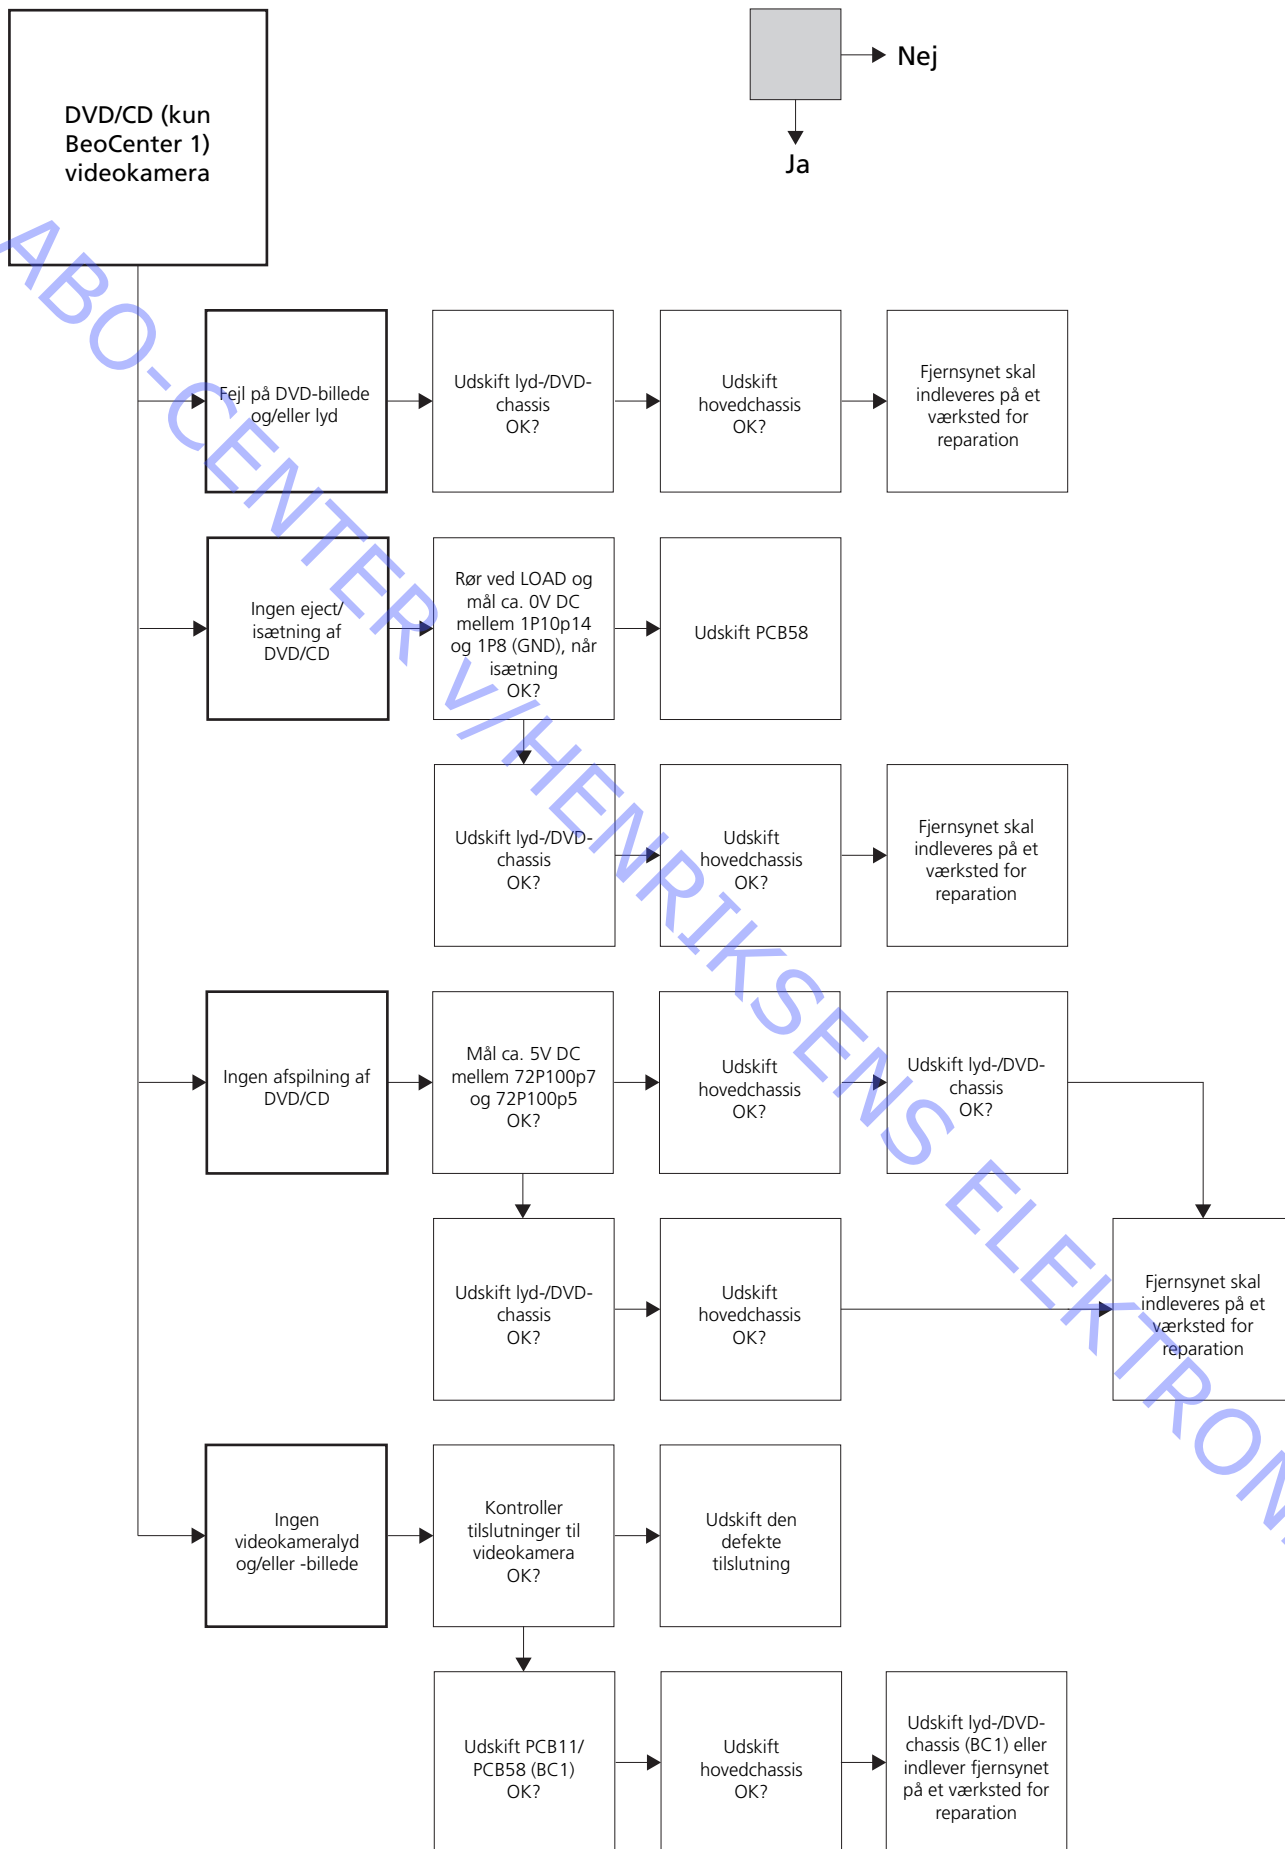 DVD/CD (kun
BeoCenter 1)
videokamera
Nej
Ja
Fejl på DVD-billede
og/eller lyd
Udskift lyd-/DVD-
chassis
OK?
Udskift
hovedchassis
OK?
Fjernsynet skal
indleveres på et
værksted for
reparation
Ingen eject/
isætning af
DVD/CD
Rør ved LOAD og
mål ca. 0V DC
mellem 1P10p14
og 1P8 (GND), når
isætning
OK?
Udskift PCB58
Udskift lyd-/DVD-
chassis
OK?
Udskift
hovedchassis
OK?
Fjernsynet skal
indleveres på et
værksted for
reparation
Ingen afspilning af
DVD/CD
Mål ca. 5V DC
mellem 72P100p7
og 72P100p5
OK?
Udskift
hovedchassis
OK?
Udskift lyd-/DVD-
chassis
OK?
Udskift lyd-/DVD-
chassis
OK?
Udskift
hovedchassis
OK?
Fjernsynet skal
indleveres på et
værksted for
reparation
Ingen
videokameralyd
og/eller -billede
Kontroller
tilslutninger til
videokamera
OK?
Udskift den
defekte
tilslutning
Udskift PCB11/
PCB58 (BC1)
OK?
Udskift
hovedchassis
OK?
Udskift lyd-/DVD-
chassis (BC1) eller
indlever fjernsynet
på et værksted for
reparation
ABO-CENTER v/HENRIKSENS ELEKTRON